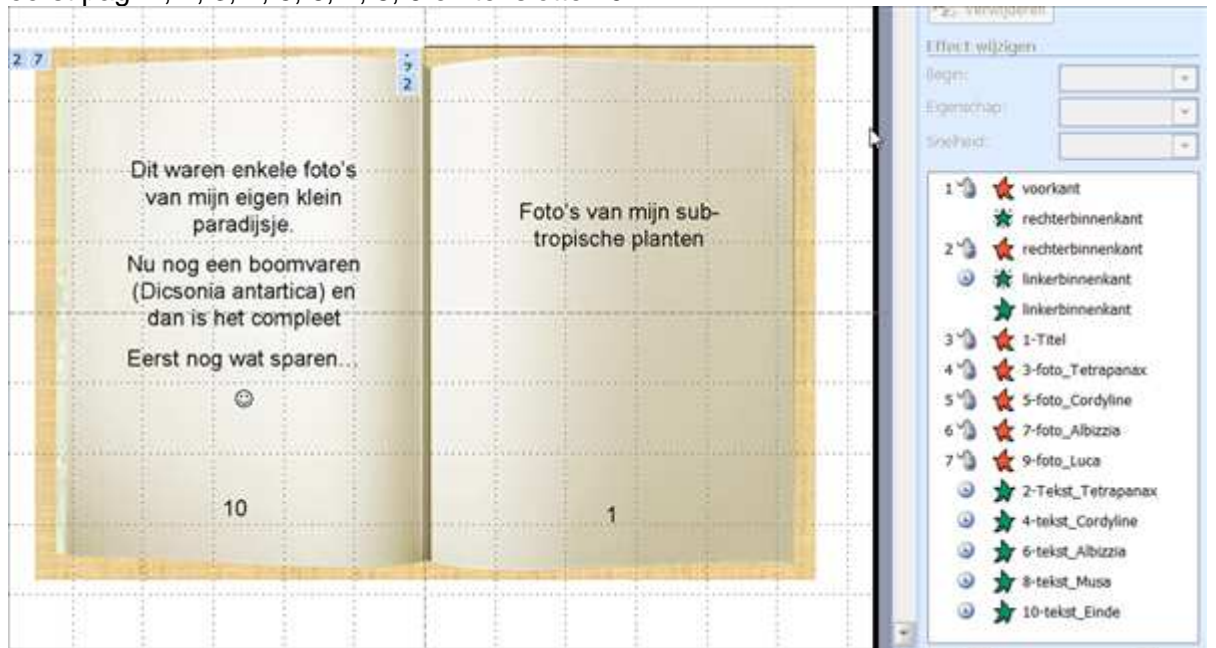 Verwijderen
Effect wijzigen
Begin:
Eigenschap:
Snelheid:
2 7
7
2
Dit waren enkele foto's
van mijn eigen klein
paradijsje.
Nu nog een boomvaren
(Dicsonia antartica) en
dan is het compleet
Eerst nog wat sparen…
☺
10
Foto's van mijn sub-
tropische planten
1
1 voorkant
rechterbinnenkant
2 rechterbinnenkant
linkerbinnenkant
linkerbinnenkant
3 1-Titel
4 3-foto_Tetrapanax
5 5-foto_Cordyline
6 7-foto_Albizzia
7 9-foto_Luca
2-Tekst_Tetrapanax
4-tekst_Cordyline
6-tekst_Albizzia
8-tekst_Musa
10-tekst_Einde